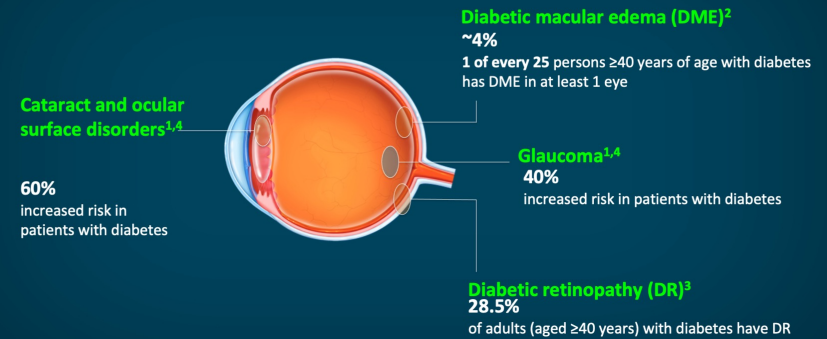 Diabetic macular edema (DME)²
~4%
1 of every 25 persons ≥40 years of age with diabetes
has DME in at least 1 eye
Cataract and ocular
surface disorders¹,⁴
60%
increased risk in
patients with diabetes
Glaucoma¹,⁴
40%
increased risk in patients with diabetes
Diabetic retinopathy (DR)³
28.5%
of adults (aged ≥40 years) with diabetes have DR